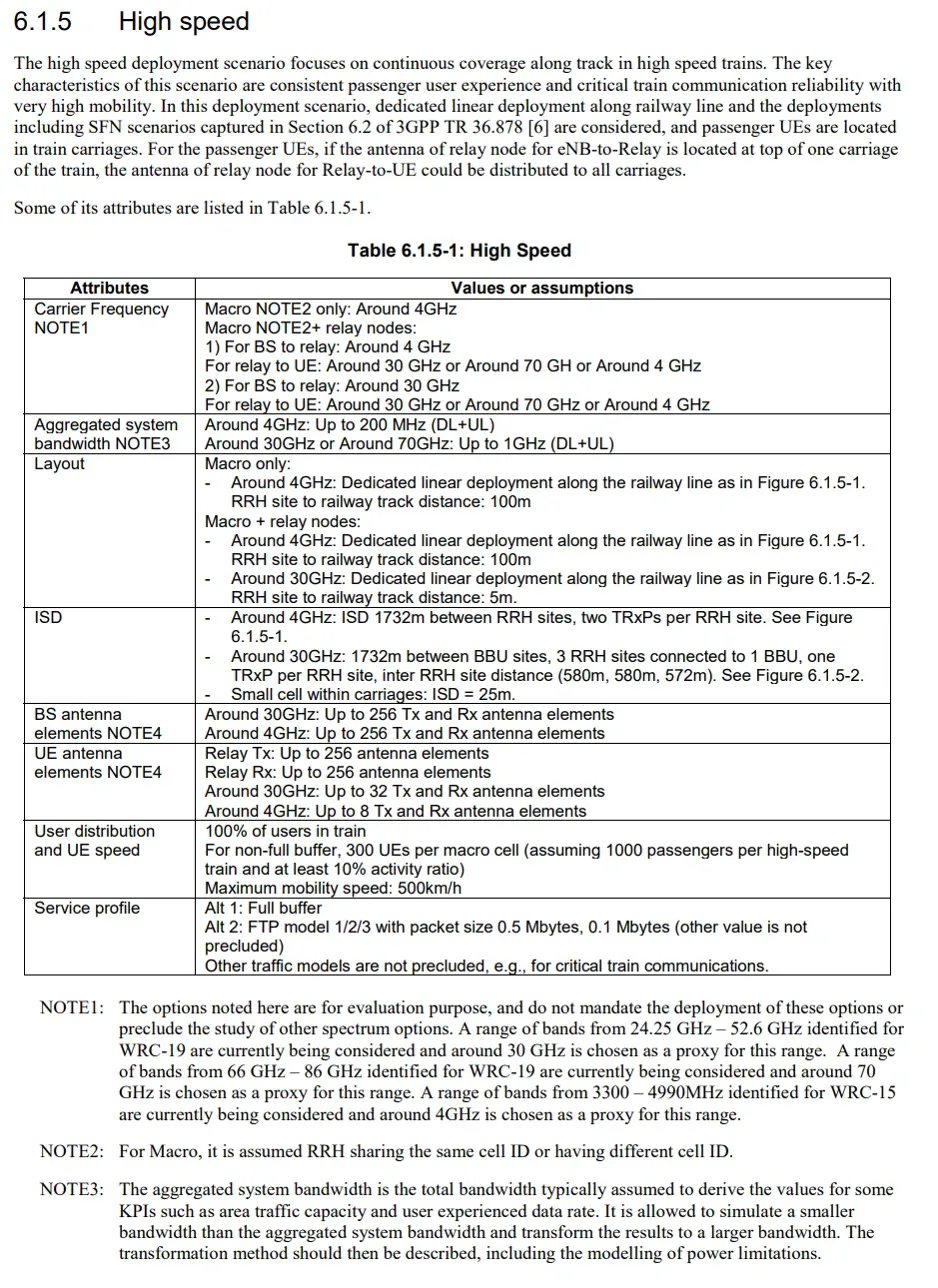 6.1.5 High speed
The high speed deployment scenario focuses on continuous coverage along track in high speed trains. The key
characteristics of this scenario are consistent passenger user experience and critical train communication reliability with
very high mobility. In this deployment scenario, dedicated linear deployment along railway line and the deployments
including SFN scenarios captured in Section 6.2 of 3GPP TR 36.878 [6] are considered, and passenger UEs are located
in train carriages. For the passenger UEs, if the antenna of relay node for eNB-to-Relay is located at top of one carriage
of the train, the antenna of relay node for Relay-to-UE could be distributed to all carriages.
Some of its attributes are listed in Table 6.1.5-1.
Table 6.1.5-1: High Speed
Attributes Values or assumptions
Carrier Frequency Macro NOTE2 only: Around 4GHz
NOTE1 Macro NOTE2+ relay nodes:
1) For BS to relay: Around 4 GHz
For relay to UE: Around 30 GHz or Around 70 GH or Around 4 GHz
2) For BS to relay: Around 30 GHz
For relay to UE: Around 30 GHz or Around 70 GHz or Around 4 GHz
Aggregated system Around 4GHz: Up to 200 MHz (DL+UL)
bandwidth NOTE3 Around 30GHz or Around 70GHz: Up to 1GHz (DL+UL)
Layout Macro only:
- Around 4GHz: Dedicated linear deployment along the railway line as in Figure 6.1.5-1.
RRH site to railway track distance: 100m
Macro + relay nodes:
- Around 4GHz: Dedicated linear deployment along the railway line as in Figure 6.1.5-1.
RRH site to railway track distance: 100m
- Around 30GHz: Dedicated linear deployment along the railway line as in Figure 6.1.5-2.
RRH site to railway track distance: 5m.
ISD - Around 4GHz: ISD 1732m between RRH sites, two TRxPs per RRH site. See Figure
6.1.5-1.
- Around 30GHz: 1732m between BBU sites, 3 RRH sites connected to 1 BBU, one
TRxP per RRH site, inter RRH site distance (580m, 580m, 572m). See Figure 6.1.5-2.
- Small cell within carriages: ISD = 25m.
BS antenna Around 30GHz: Up to 256 Tx and Rx antenna elements
elements NOTE4 Around 4GHz: Up to 256 Tx and Rx antenna elements
UE antenna Relay Tx: Up to 256 antenna elements
elements NOTE4 Relay Rx: Up to 256 antenna elements
Around 30GHz: Up to 32 Tx and Rx antenna elements
Around 4GHz: Up to 8 Tx and Rx antenna elements
User distribution 100% of users in train
and UE speed For non-full buffer, 300 UEs per macro cell (assuming 1000 passengers per high-speed
train and at least 10% activity ratio)
Maximum mobility speed: 500km/h
Service profile Alt 1: Full buffer
Alt 2: FTP model 1/2/3 with packet size 0.5 Mbytes, 0.1 Mbytes (other value is not
precluded)
Other traffic models are not precluded, e.g., for critical train communications.
NOTE1: The options noted here are for evaluation purpose, and do not mandate the deployment of these options or
preclude the study of other spectrum options. A range of bands from 24.25 GHz – 52.6 GHz identified for
WRC-19 are currently being considered and around 30 GHz is chosen as a proxy for this range. A range
of bands from 66 GHz – 86 GHz identified for WRC-19 are currently being considered and around 70
GHz is chosen as a proxy for this range. A range of bands from 3300 – 4990MHz identified for WRC-15
are currently being considered and around 4GHz is chosen as a proxy for this range.
NOTE2: For Macro, it is assumed RRH sharing the same cell ID or having different cell ID.
NOTE3: The aggregated system bandwidth is the total bandwidth typically assumed to derive the values for some
KPIs such as area traffic capacity and user experienced data rate. It is allowed to simulate a smaller
bandwidth than the aggregated system bandwidth and transform the results to a larger bandwidth. The
transformation method should then be described, including the modelling of power limitations.